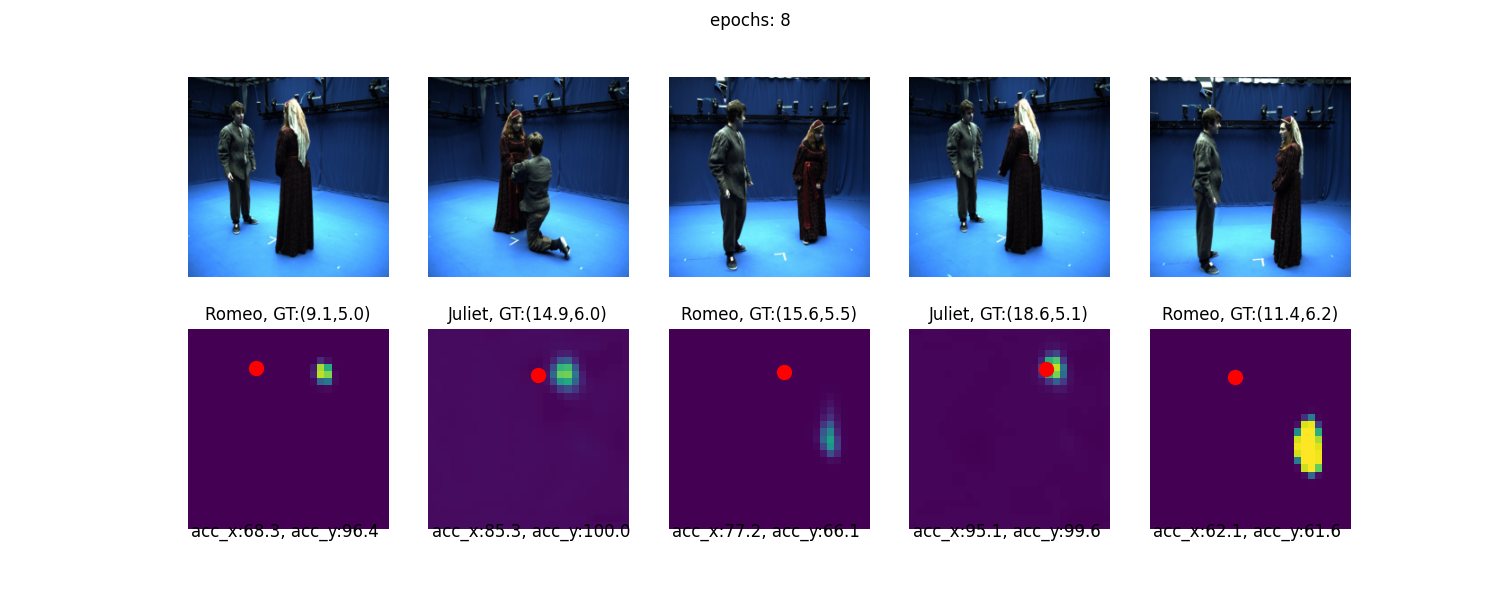 epochs: 8
Romeo, GT:(9.1,5.0)
Juliet, GT:(14.9,6.0)
Romeo, GT:(15.6,5.5)
Juliet, GT:(18.6,5.1)
Romeo, GT:(11.4,6.2)
acc_x:68.3, acc_y:96.4
acc_x:85.3, acc_y:100.0
acc_x:77.2, acc_y:66.1
acc_x:95.1, acc_y:99.6
acc_x:62.1, acc_y:61.6